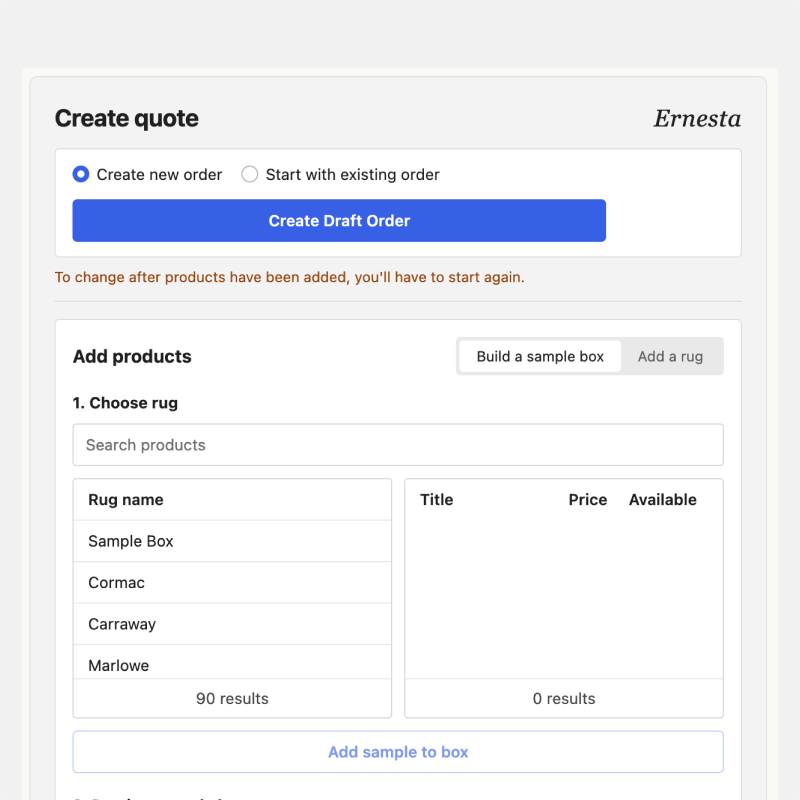 Create quote
Ernesta
Create new order
Start with existing order
Create Draft Order
To change after products have been added, you'll have to start again.
Add products
Build a sample box
Add a rug
1. Choose rug
Search products
Rug name
Sample Box
Cormac
Carraway
Marlowe
90 results
Title Price Available
0 results
Add sample to box